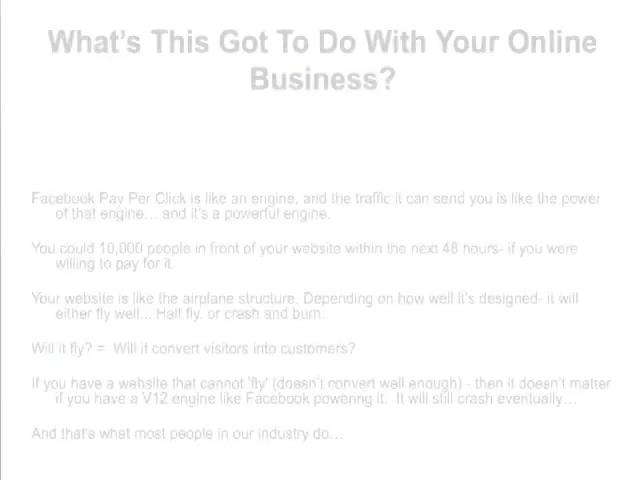 What's This Got To Do With Your Online
Business?
Facebook Pay Per Click is like an engine, and the traffic it can send you is like the power
of that engine... and it's a powerful engine.
You could 10,000 people in front of your website within the next 48 hours- if you were
willing to pay for it.
Your website is like the airplane structure. Depending on how well it's designed- it will
either fly well... Half fly, or crash and burn.
Will it fly? = Will it convert visitors into customers?
If you have a website that cannot 'fly' (doesn't convert well enough) - then it doesn't matter
if you have a V12 engine like Facebook powering it. It will still crash eventually...
And that's what most people in our industry do...